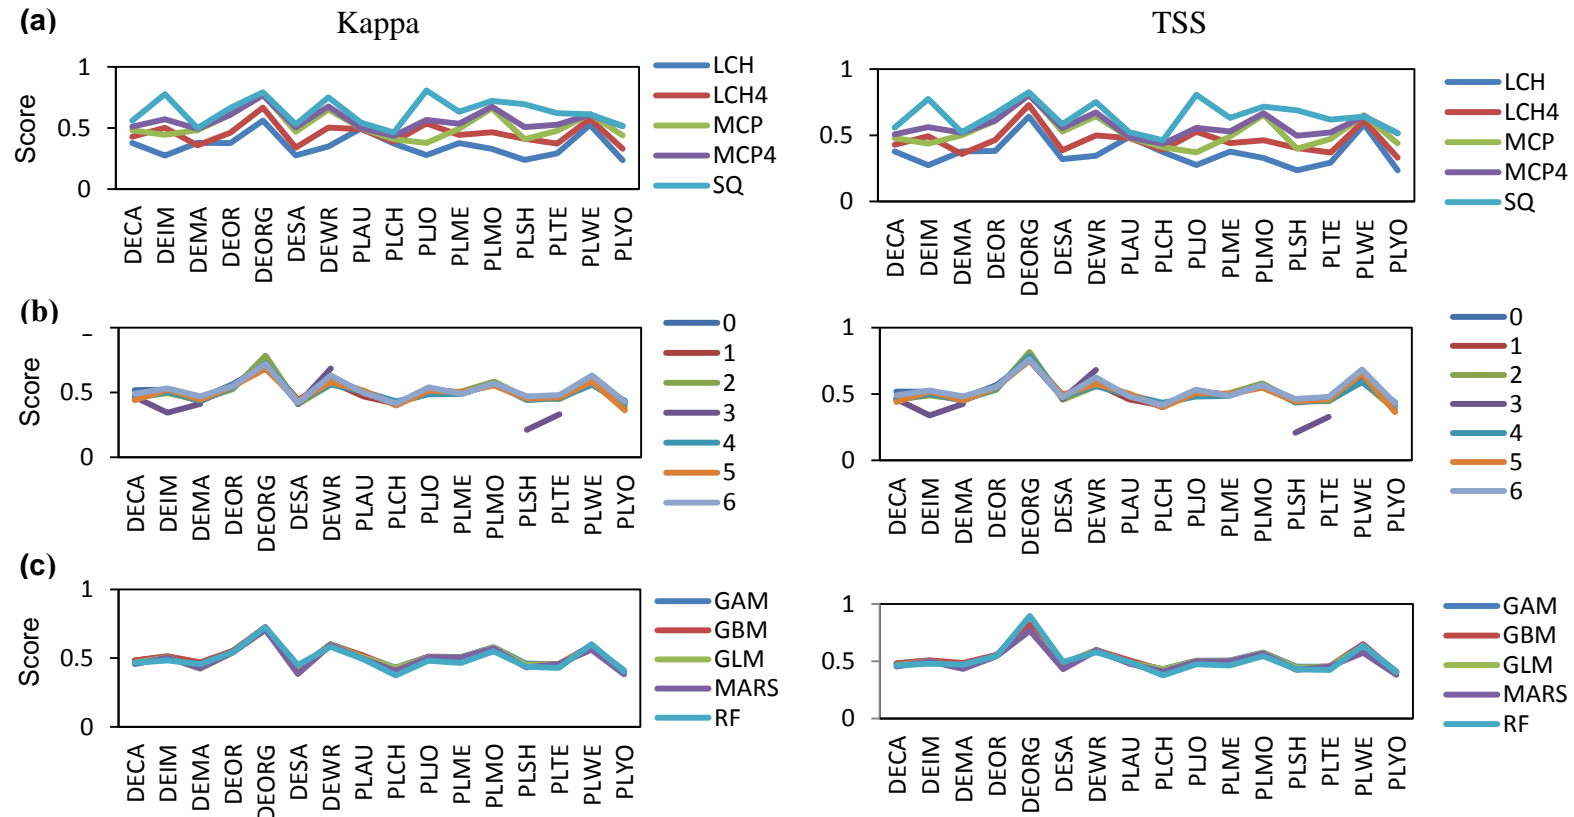 (a)
Kappa
TSS
Score
1
0.5
0
DECA
DEIM
DEMA
DEOR
DEORG
DESA
DEWR
PLAU
PLCH
PLJO
PLME
PLMO
PLSH
PLTE
PLWE
PLYO
LCH
LCH4
MCP
MCP4
SQ
1
0.5
0
DECA
DEIM
DEMA
DEOR
DEORG
DESA
DEWR
PLAU
PLCH
PLJO
PLME
PLMO
PLSH
PLTE
PLWE
PLYO
LCH
LCH4
MCP
MCP4
SQ
(b)
Score
0.5
0
DECA
DEIM
DEMA
DEOR
DEORG
DESA
DEWR
PLAU
PLCH
PLJO
PLME
PLMO
PLSH
PLTE
PLWE
PLYO
0
1
2
3
4
5
6
1
0.5
0
DECA
DEIM
DEMA
DEOR
DEORG
DESA
DEWR
PLAU
PLCH
PLJO
PLME
PLMO
PLSH
PLTE
PLWE
PLYO
0
1
2
3
4
5
6
(c)
Score
1
0.5
0
DECA
DEIM
DEMA
DEOR
DEORG
DESA
DEWR
PLAU
PLCH
PLJO
PLME
PLMO
PLSH
PLTE
PLWE
PLYO
GAM
GBM
GLM
MARS
RF
1
0.5
0
DECA
DEIM
DEMA
DEOR
DEORG
DESA
DEWR
PLAU
PLCH
PLJO
PLME
PLMO
PLSH
PLTE
PLWE
PLYO
GAM
GBM
GLM
MARS
RF